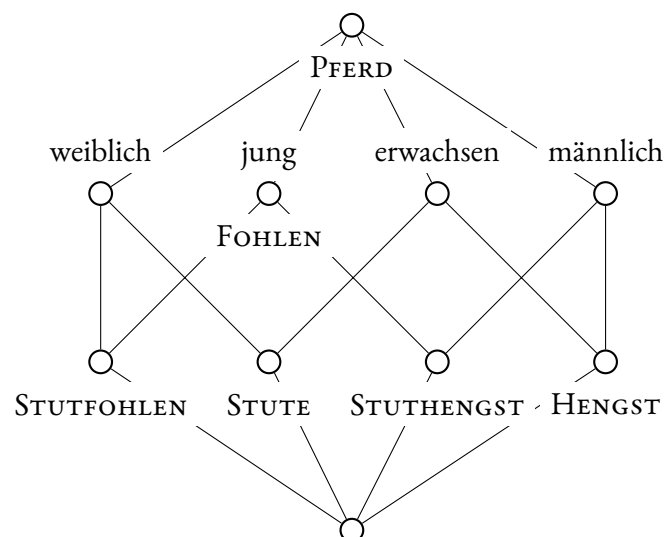 PFERD
weiblich jung erwachsen männlich
FOHLEN
STUTFOHLEN STUTE STUTHENGST HENGST